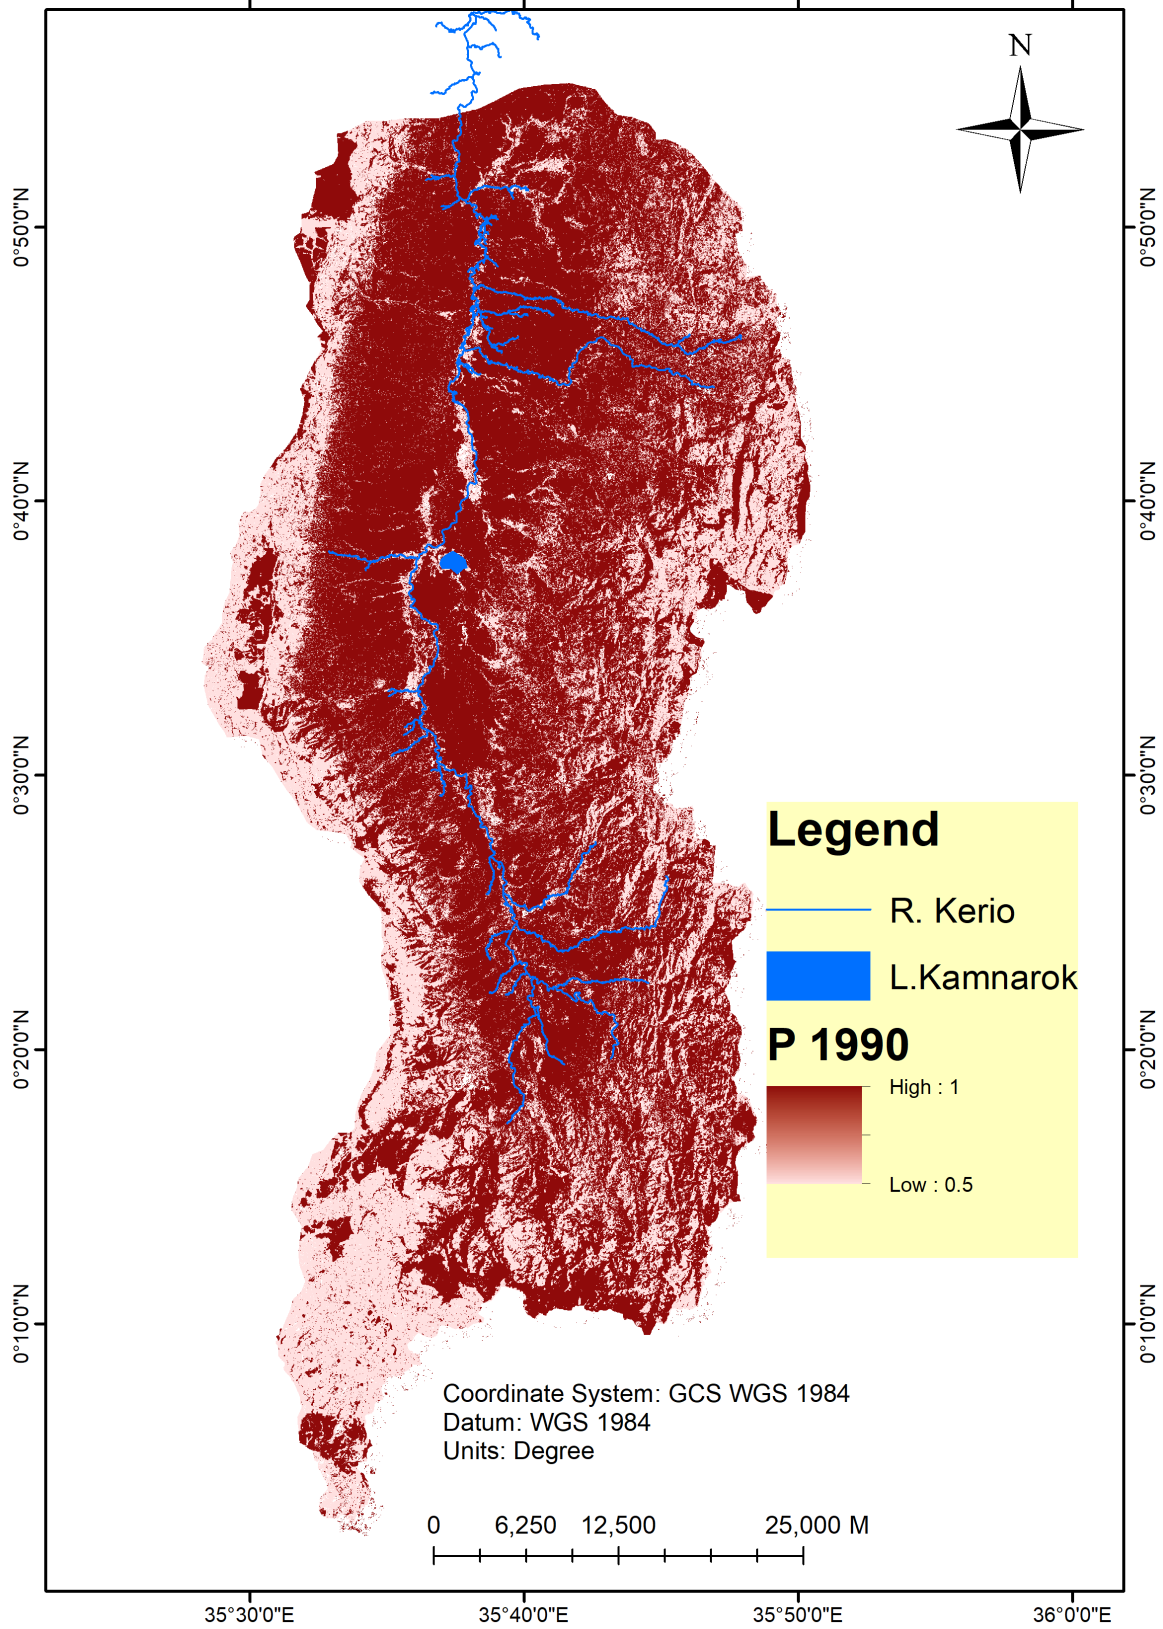 N
0°50'0"N
0°50'0"N
0°40'0"N
0°40'0"N
0°30'0"N
0°30'0"N
Legend
R. Kerio
L.Kamnarok
P 1990
High : 1
Low : 0.5
0°20'0"N
0°20'0"N
0°10'0"N
0°10'0"N
Coordinate System: GCS WGS 1984
Datum: WGS 1984
Units: Degree
0 6,250 12,500 25,000 M
35°30'0"E 35°40'0"E 35°50'0"E 36°0'0"E